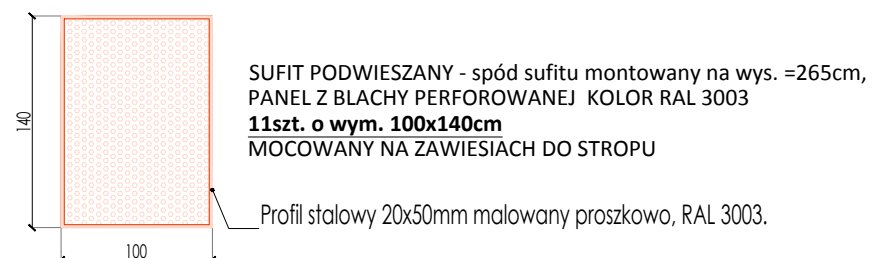 140
SUFIT PODWIESZANY - spód sufitu montowany na wys. =265cm,
PANEL Z BLACHY PERFOROWANEJ KOLOR RAL 3003
11szt. o wym. 100x140cm
MOCOWANY NA ZAWIESIACH DO STROPU
Profil stalowy 20x50mm malowany proszkowo, RAL 3003.
100